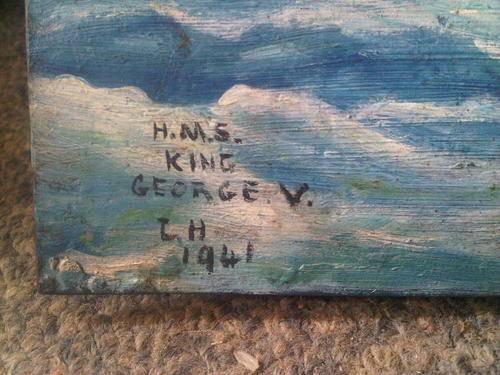 H.M.S.
KING
GEORGE. V.
I H
1941